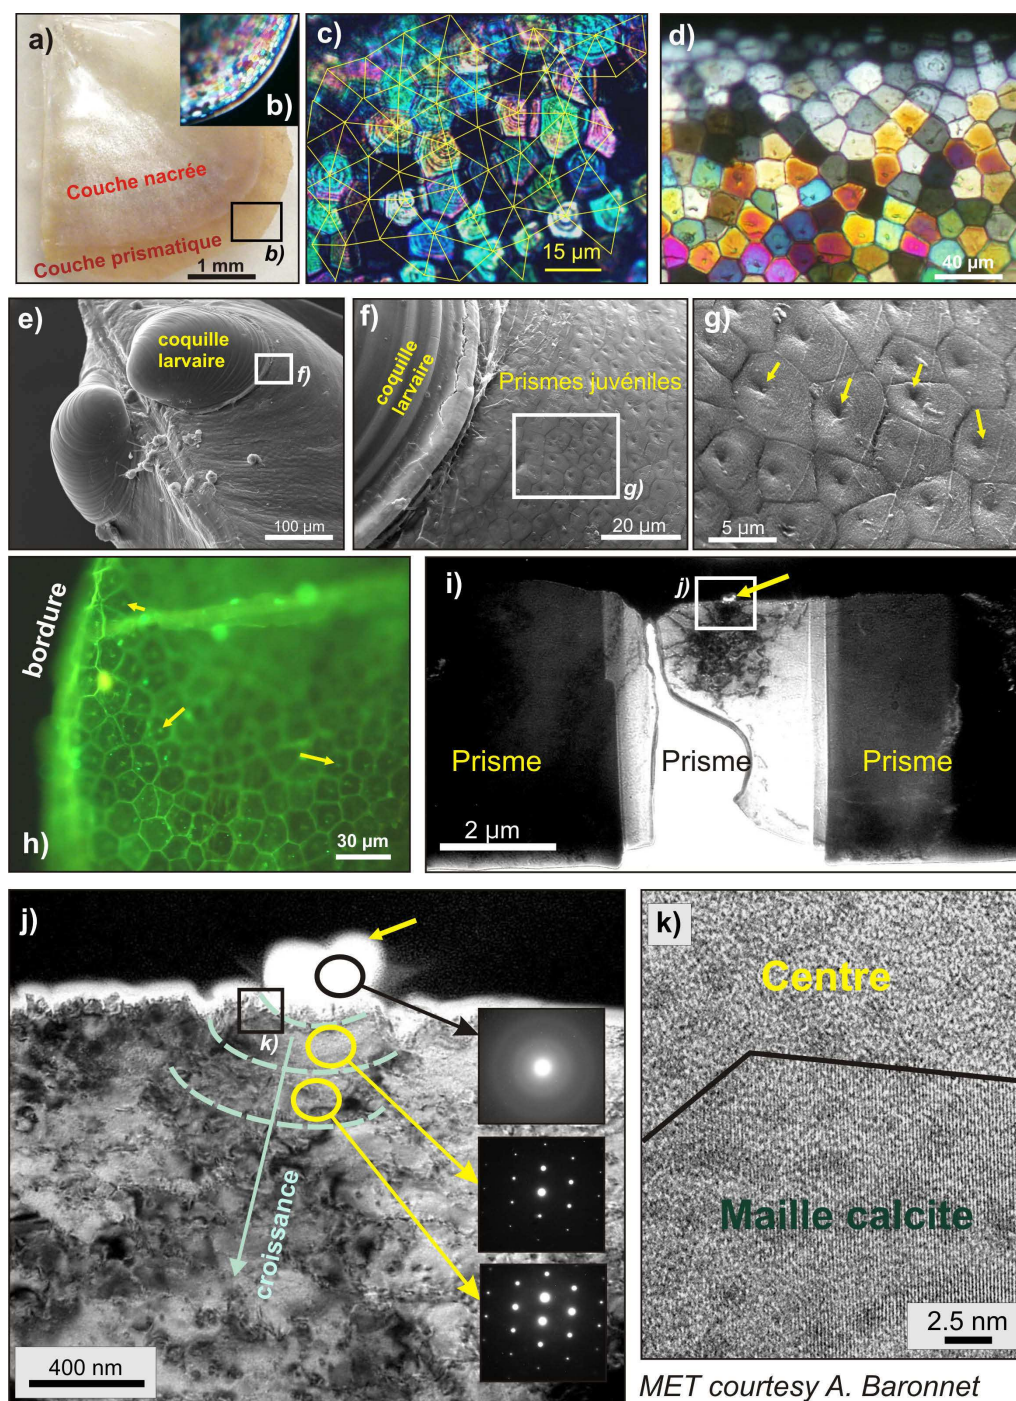 a)
b)
Couche nacrée
Couche prismatique
b)
1 mm
c)
15 µm
d)
40 µm
e)
coquille
larvaire
f)
100 µm
f)
coquille
larvaire
Prismes juvéniles
g)
20 µm
g)
5 µm
bordure
h)
30 µm
i)
j)
Prisme
Prisme
Prisme
2 µm
j)
k)
croissance
400 nm
k)
Centre
Maille calcite
2.5 nm
MET courtesy A. Baronnet